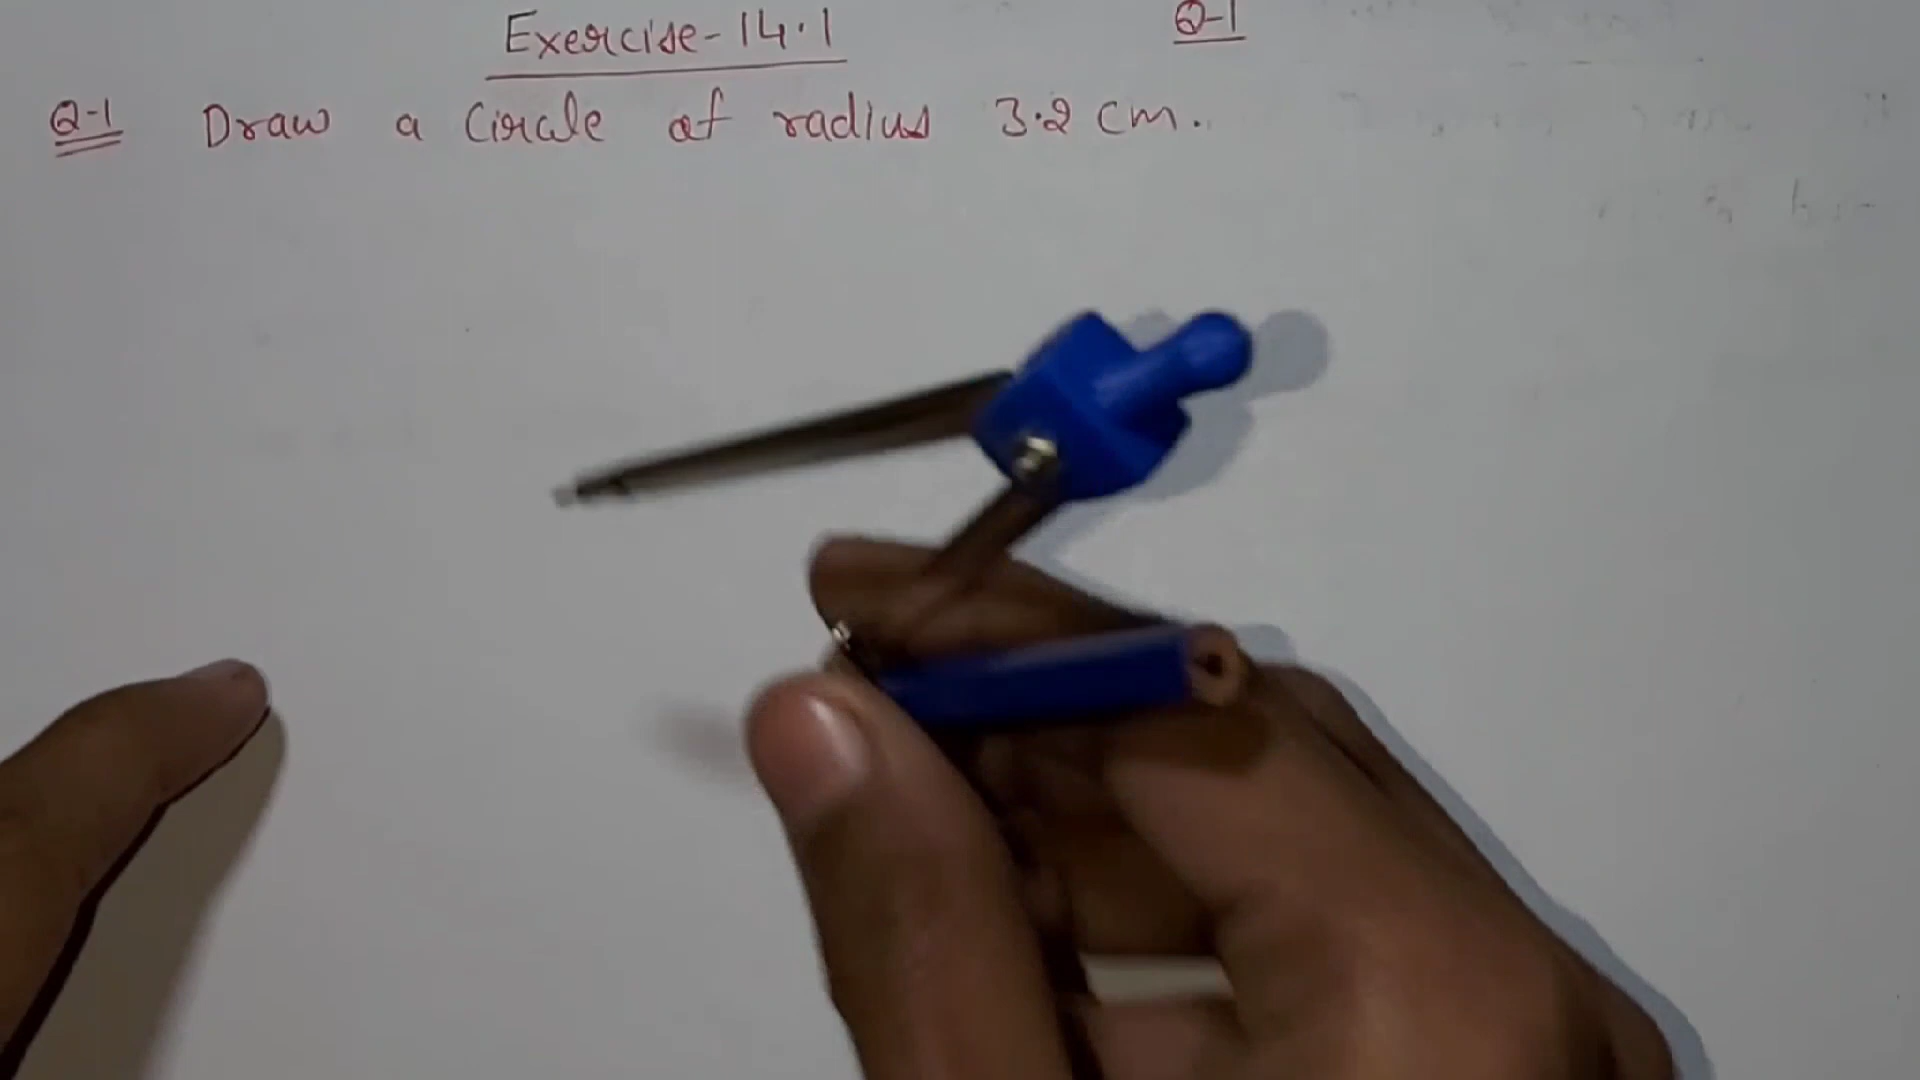 Exercise-14.1
Q-1
Q-1 Draw a Circle of radius 3.2 cm.